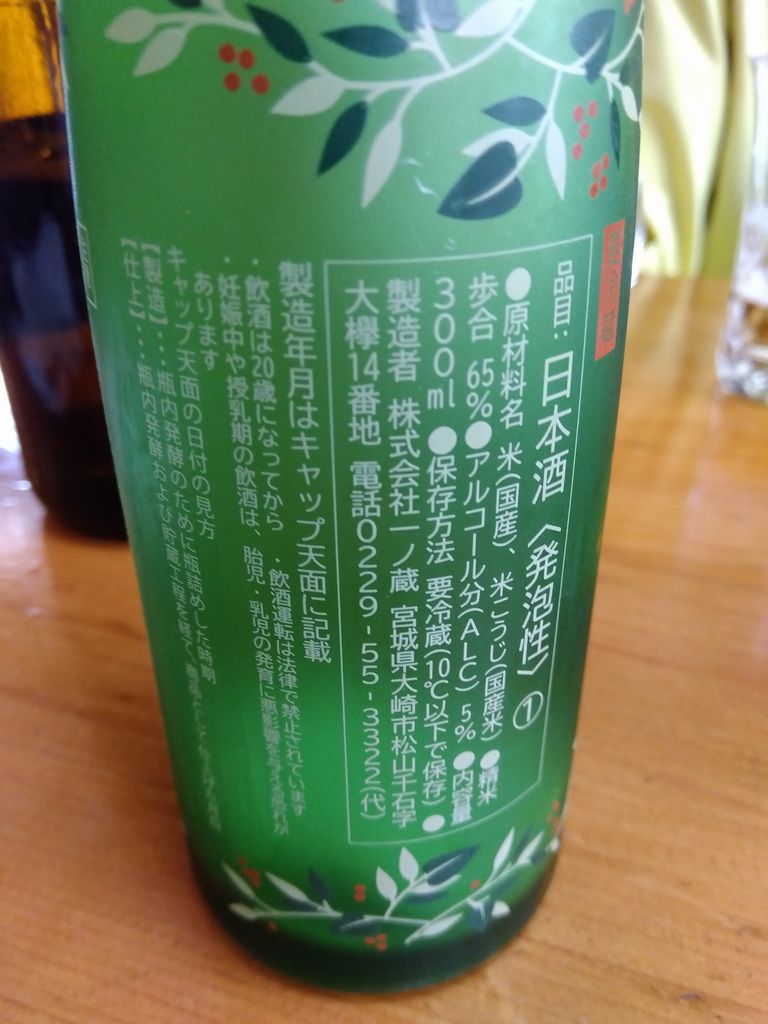 要冷蔵
品目：日本酒〈発泡性〉①
●原材料名 米(国産)、米こうじ(国産米)●精米
歩合 65%●アルコール分(ALC) 5%●内容量
300ml●保存方法 要冷蔵(10℃以下で保存)●
製造者 株式会社一ノ蔵 宮城県大崎市松山千石字
大欅14番地 電話0229-55-3322(代)
製造年月はキャップ天面に記載
・飲酒は20歳になってから ・飲酒運転は法律で禁止されています
・妊娠中や授乳期の飲酒は、胎児・乳児の発育に悪影響を与える恐れが
あります
キャップ天面の日付の見方
【製造】 瓶内発酵のために瓶詰めした時期
【仕上】…瓶内発酵および貯蔵工程を経て、